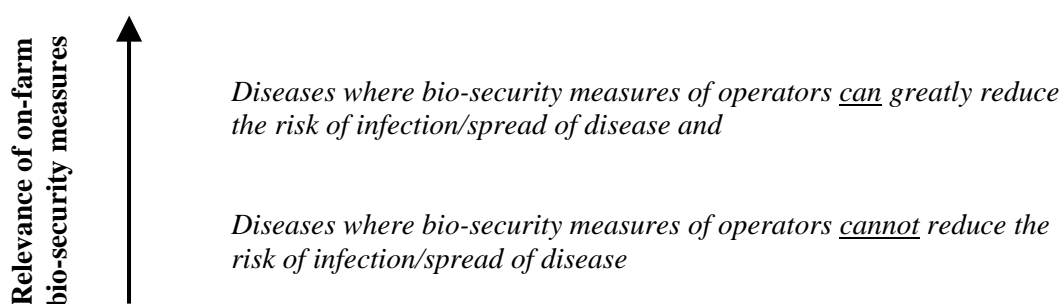 Relevance of on-farm
bio-security measures
Diseases where bio-security measures of operators can greatly reduce
the risk of infection/spread of disease and
Diseases where bio-security measures of operators cannot reduce the
risk of infection/spread of disease